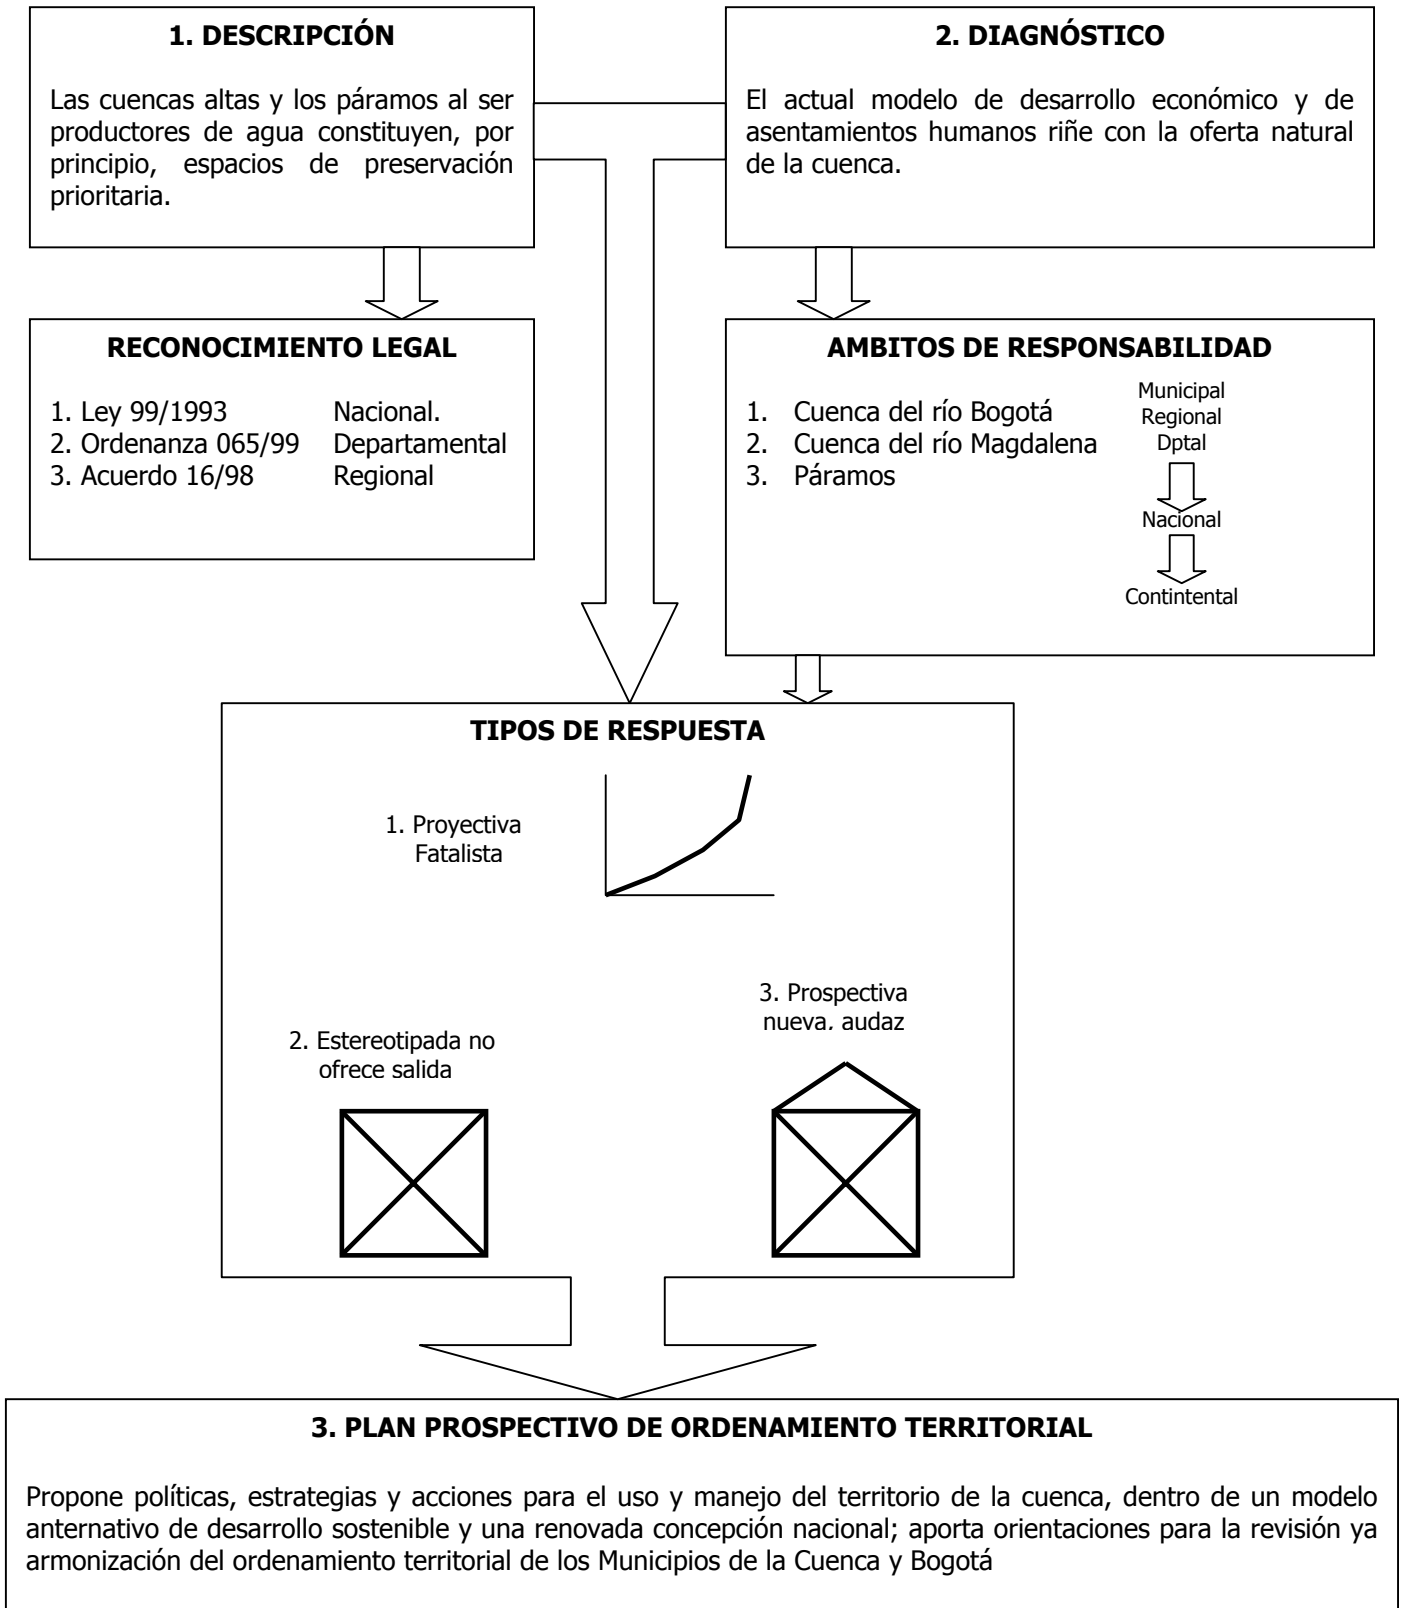 1. DESCRIPCIÓN
Las cuencas altas y los páramos al ser
productores de agua constituyen, por
principio, espacios de preservación
prioritaria.
2. DIAGNÓSTICO
El actual modelo de desarrollo económico y de
asentamientos humanos riñe con la oferta natural
de la cuenca.
RECONOCIMIENTO LEGAL
1. Ley 99/1993 Nacional.
2. Ordenanza 065/99 Departamental
3. Acuerdo 16/98 Regional
AMBITOS DE RESPONSABILIDAD
1. Cuenca del río Bogotá
2. Cuenca del río Magdalena
3. Páramos
Municipal
Regional
Dptal
Nacional
Contintental
TIPOS DE RESPUESTA
1. Proyectiva
Fatalista
2. Estereotipada no
ofrece salida
3. Prospectiva
nueva, audaz
3. PLAN PROSPECTIVO DE ORDENAMIENTO TERRITORIAL
Propone políticas, estrategias y acciones para el uso y manejo del territorio de la cuenca, dentro de un modelo
anternativo de desarrollo sostenible y una renovada concepción nacional; aporta orientaciones para la revisión ya
armonización del ordenamiento territorial de los Municipios de la Cuenca y Bogotá